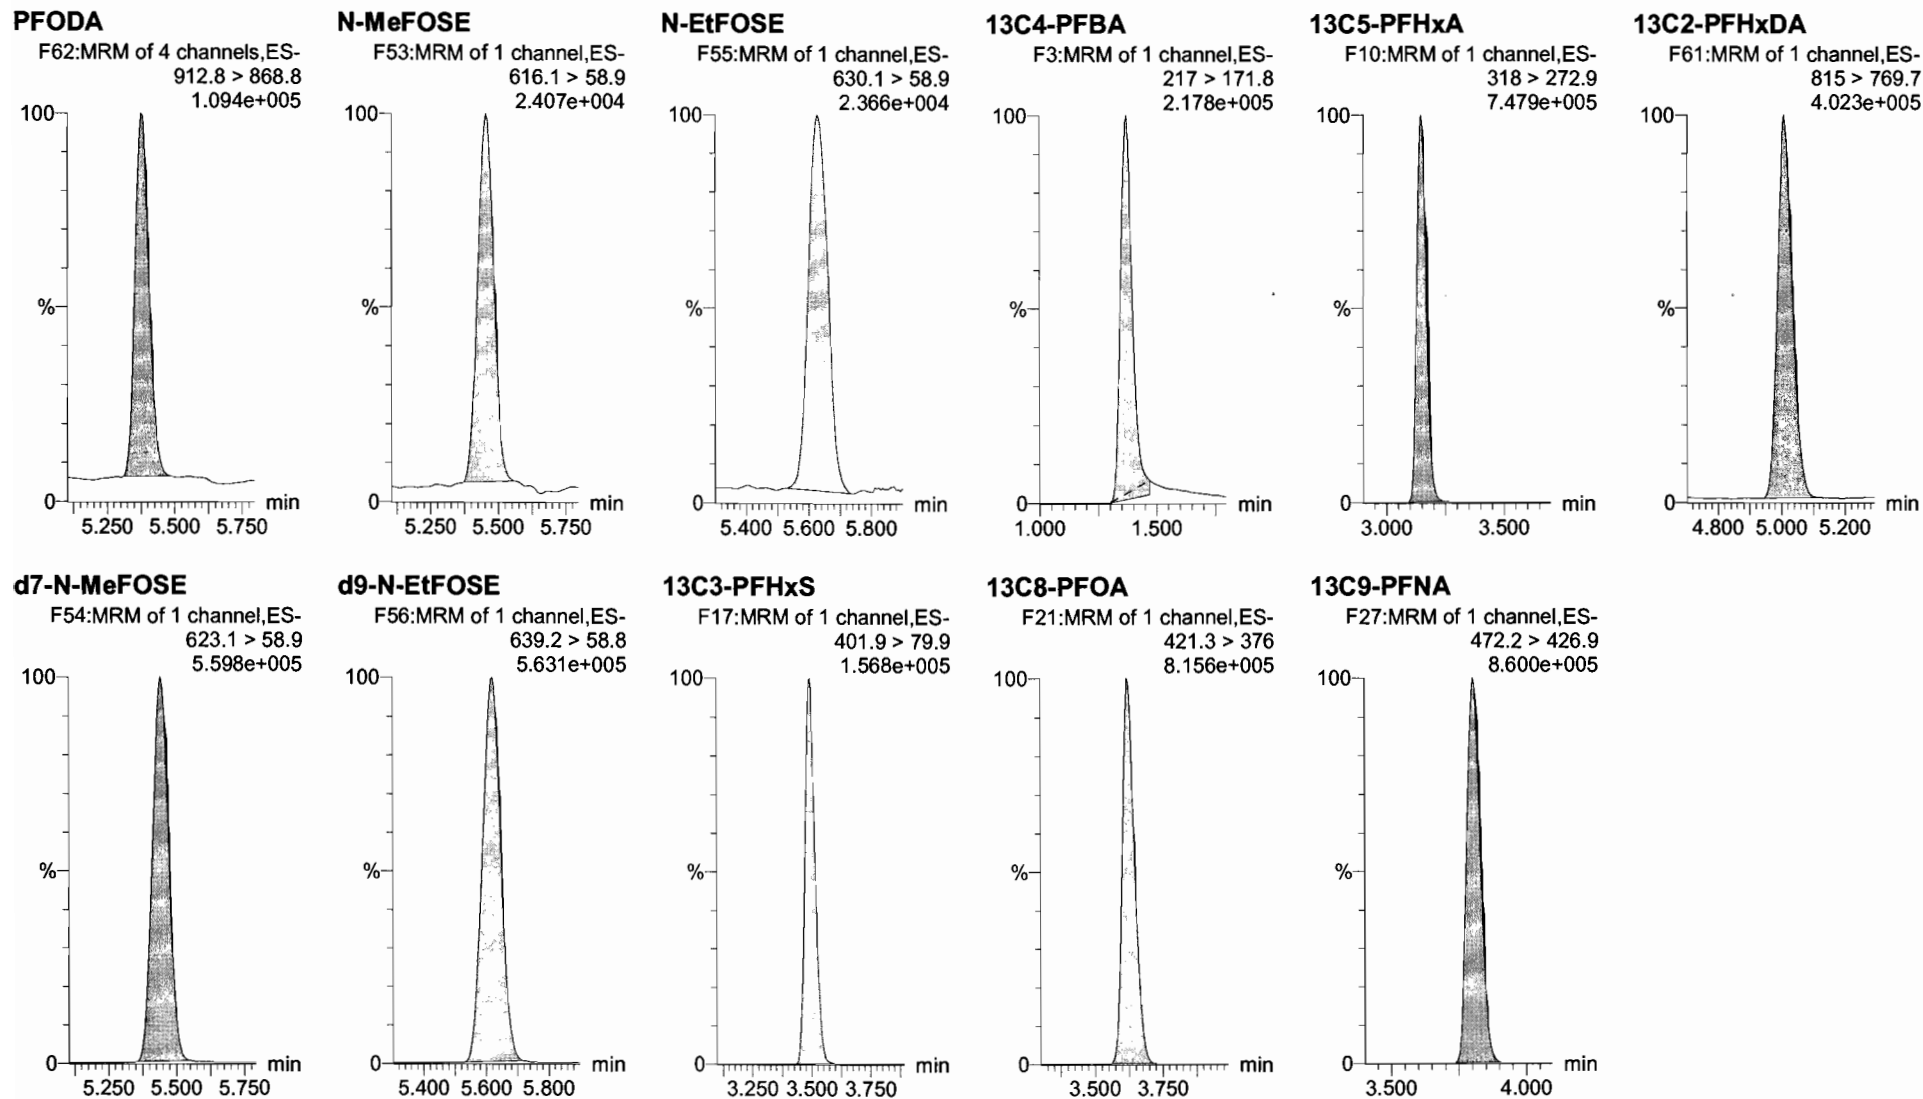 PFODA
F62:MRM of 4 channels,ES-
912.8 > 868.8
1.094e+005
100
%
0
5.250 5.500 5.750
min
N-MeFOSE
F53:MRM of 1 channel,ES-
616.1 > 58.9
2.407e+004
100
%
0
5.250 5.500 5.750
min
N-EtFOSE
F55:MRM of 1 channel,ES-
630.1 > 58.9
2.366e+004
100
%
0
5.400 5.600 5.800
min
13C4-PFBA
F3:MRM of 1 channel,ES-
217 > 171.8
2.178e+005
100
%
0
1.000 1.500
min
13C5-PFHxA
F10:MRM of 1 channel,ES-
318 > 272.9
7.479e+005
100
%
0
3.000 3.500
min
13C2-PFHxDA
F61:MRM of 1 channel,ES-
815 > 769.7
4.023e+005
100
%
0
4.800 5.000 5.200
min
d7-N-MeFOSE
F54:MRM of 1 channel,ES-
623.1 > 58.9
5.598e+005
100
%
0
5.250 5.500 5.750
min
d9-N-EtFOSE
F56:MRM of 1 channel,ES-
639.2 > 58.8
5.631e+005
100
%
0
5.400 5.600 5.800
min
13C3-PFHxS
F17:MRM of 1 channel,ES-
401.9 > 79.9
1.568e+005
100
%
0
3.250 3.500 3.750
min
13C8-PFOA
F21:MRM of 1 channel,ES-
421.3 > 376
8.156e+005
100
%
0
3.500 3.750
min
13C9-PFNA
F27:MRM of 1 channel,ES-
472.2 > 426.9
8.600e+005
100
%
0
3.500 4.000
min